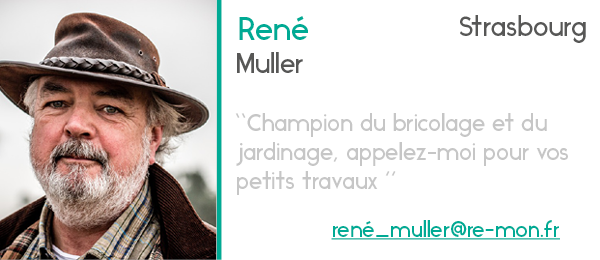 René
Strasbourg
Muller
``Champion du bricolage et du
jardinage, appelez-moi pour vos
petits travaux ´´
rené_muller@re-mon.fr